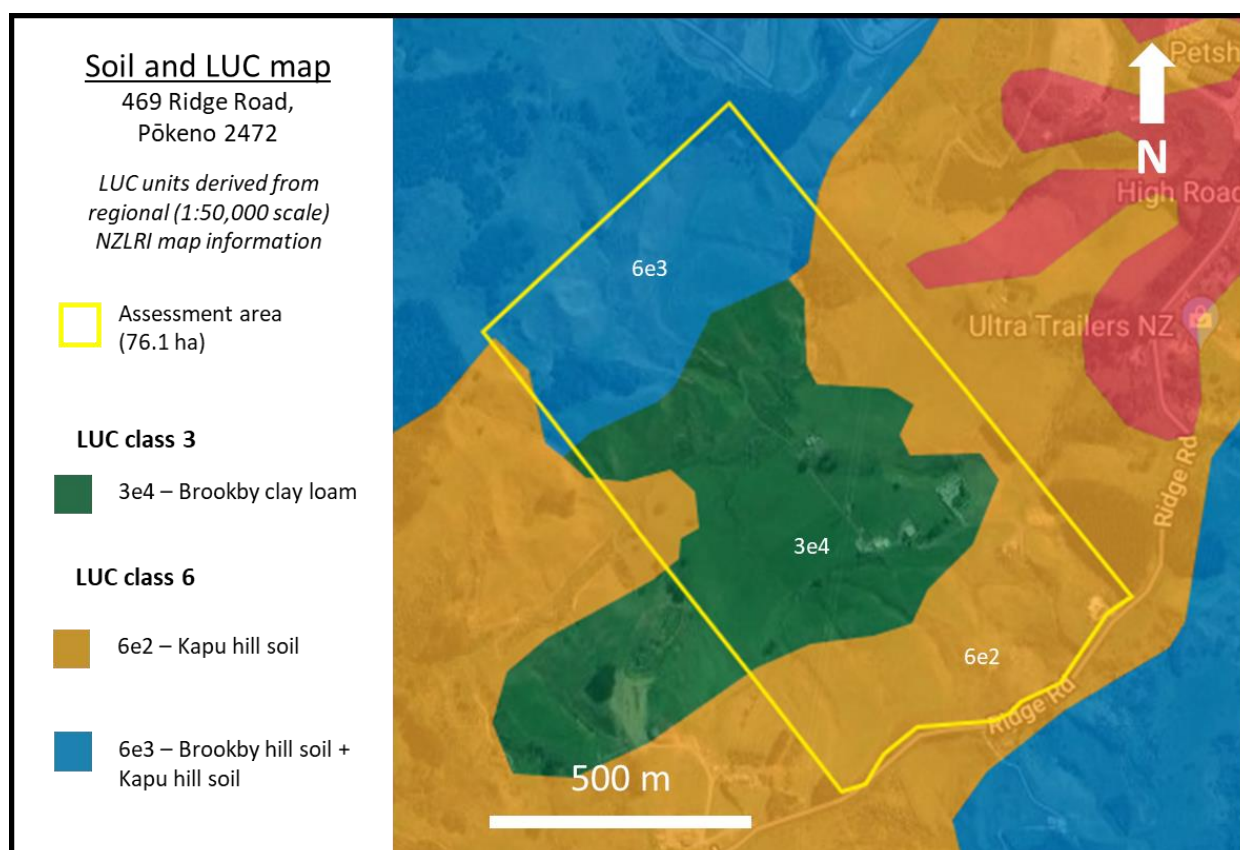 Soil and LUC map
469 Ridge Road,
Pōkeno 2472
LUC units derived from
regional (1:50,000 scale)
NZLRI map information
Assessment area
(76.1 ha)
LUC class 3
3e4 – Brookby clay loam
LUC class 6
6e2 – Kapu hill soil
6e3 – Brookby hill soil +
Kapu hill soil
Petsh
N
High Road
6e3
Ultra Trailers NZ
Ridge Rd
3e4
6e2
Ridge Rd
500 m